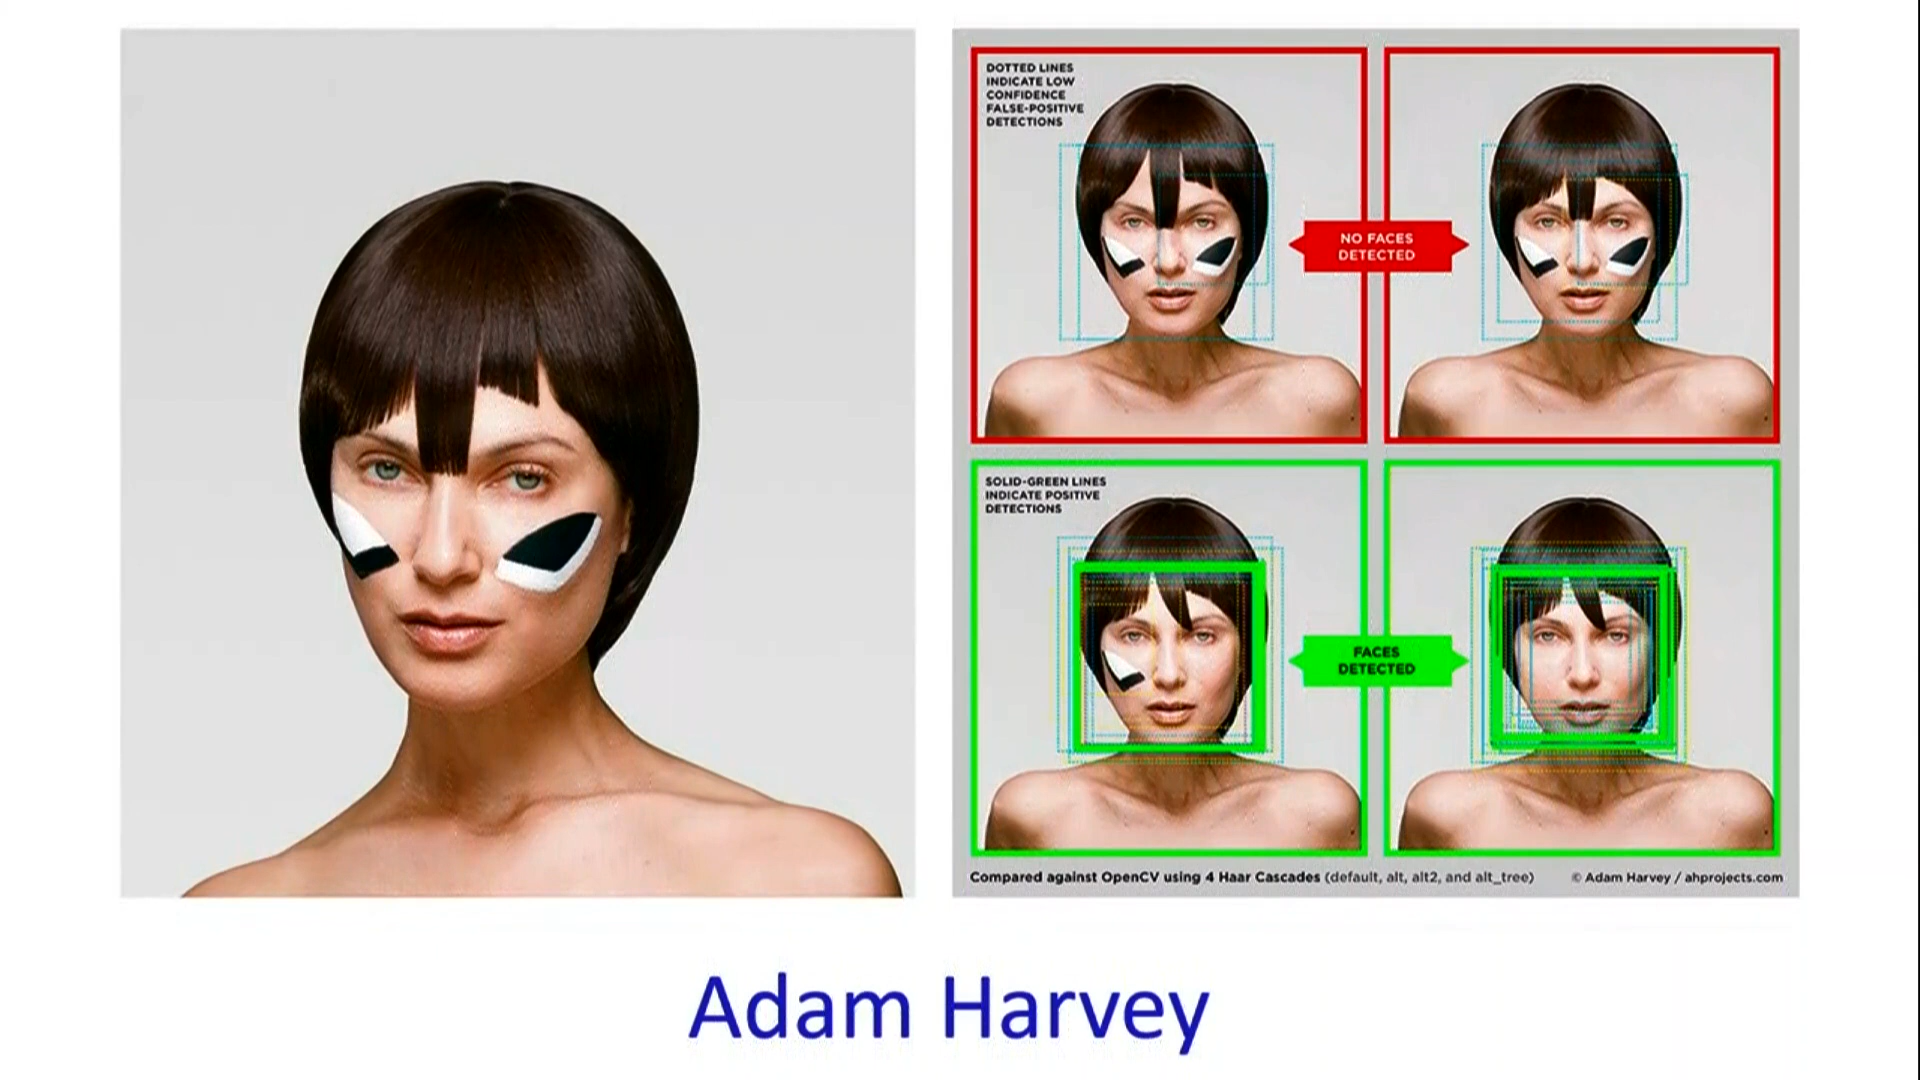 DOTTED LINES
INDICATE LOW
CONFIDENCE
FALSE-POSITIVE
DETECTIONS
NO FACES
DETECTED
SOLID-GREEN LINES
INDICATE POSITIVE
DETECTIONS
FACES
DETECTED
Compared against OpenCV using 4 Haar Cascades (default, alt, alt2, and alt_tree)
© Adam Harvey / ahprojects.com
Adam Harvey